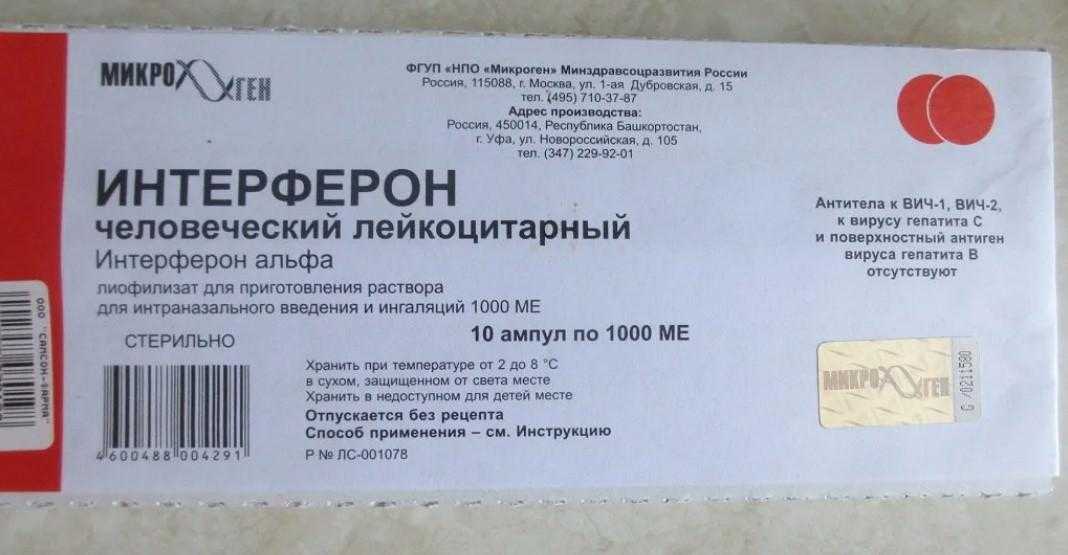 МИКРОГЕН
ФГУП «НПО «Микроген» Минздравсоцразвития России
Россия, 115088, г. Москва, ул. 1-ая Дубровская, д. 15
тел. (495) 710-37-87
Адрес производства:
Россия, 450014, Республика Башкортостан,
г. Уфа, ул. Новороссийская, д. 105
тел. (347) 229-92-01
ИНТЕРФЕРОН
человеческий лейкоцитарный
Интерферон альфа
лиофилизат для приготовления раствора
для интраназального введения и ингаляций 1000 МЕ
СТЕРИЛЬНО
10 ампул по 1000 МЕ
Хранить при температуре от 2 до 8 °C
в сухом, защищенном от света месте
Хранить в недоступном для детей месте
Отпускается без рецепта
Способ применения – см. Инструкцию
Р № ЛС-001078
4600488004291
Антитела к ВИЧ-1, ВИЧ-2,
к вирусу гепатита С
и поверхностный антиген
вируса гепатита В
отсутствуют
МИКРОГЕН
G /0211580
ООО "САПСОН-ФАРМА"